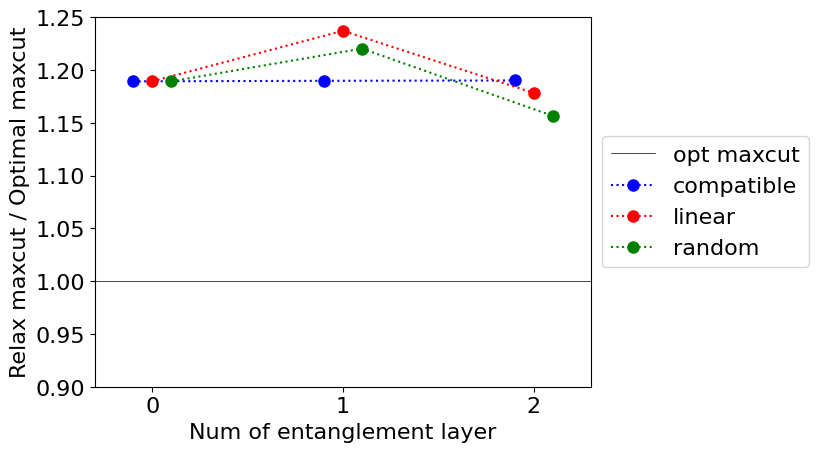 Relax maxcut / Optimal maxcut
1.25
1.20
1.15
1.10
1.05
1.00
0.95
0.90
0
1
2
Num of entanglement layer
opt maxcut
compatible
linear
random